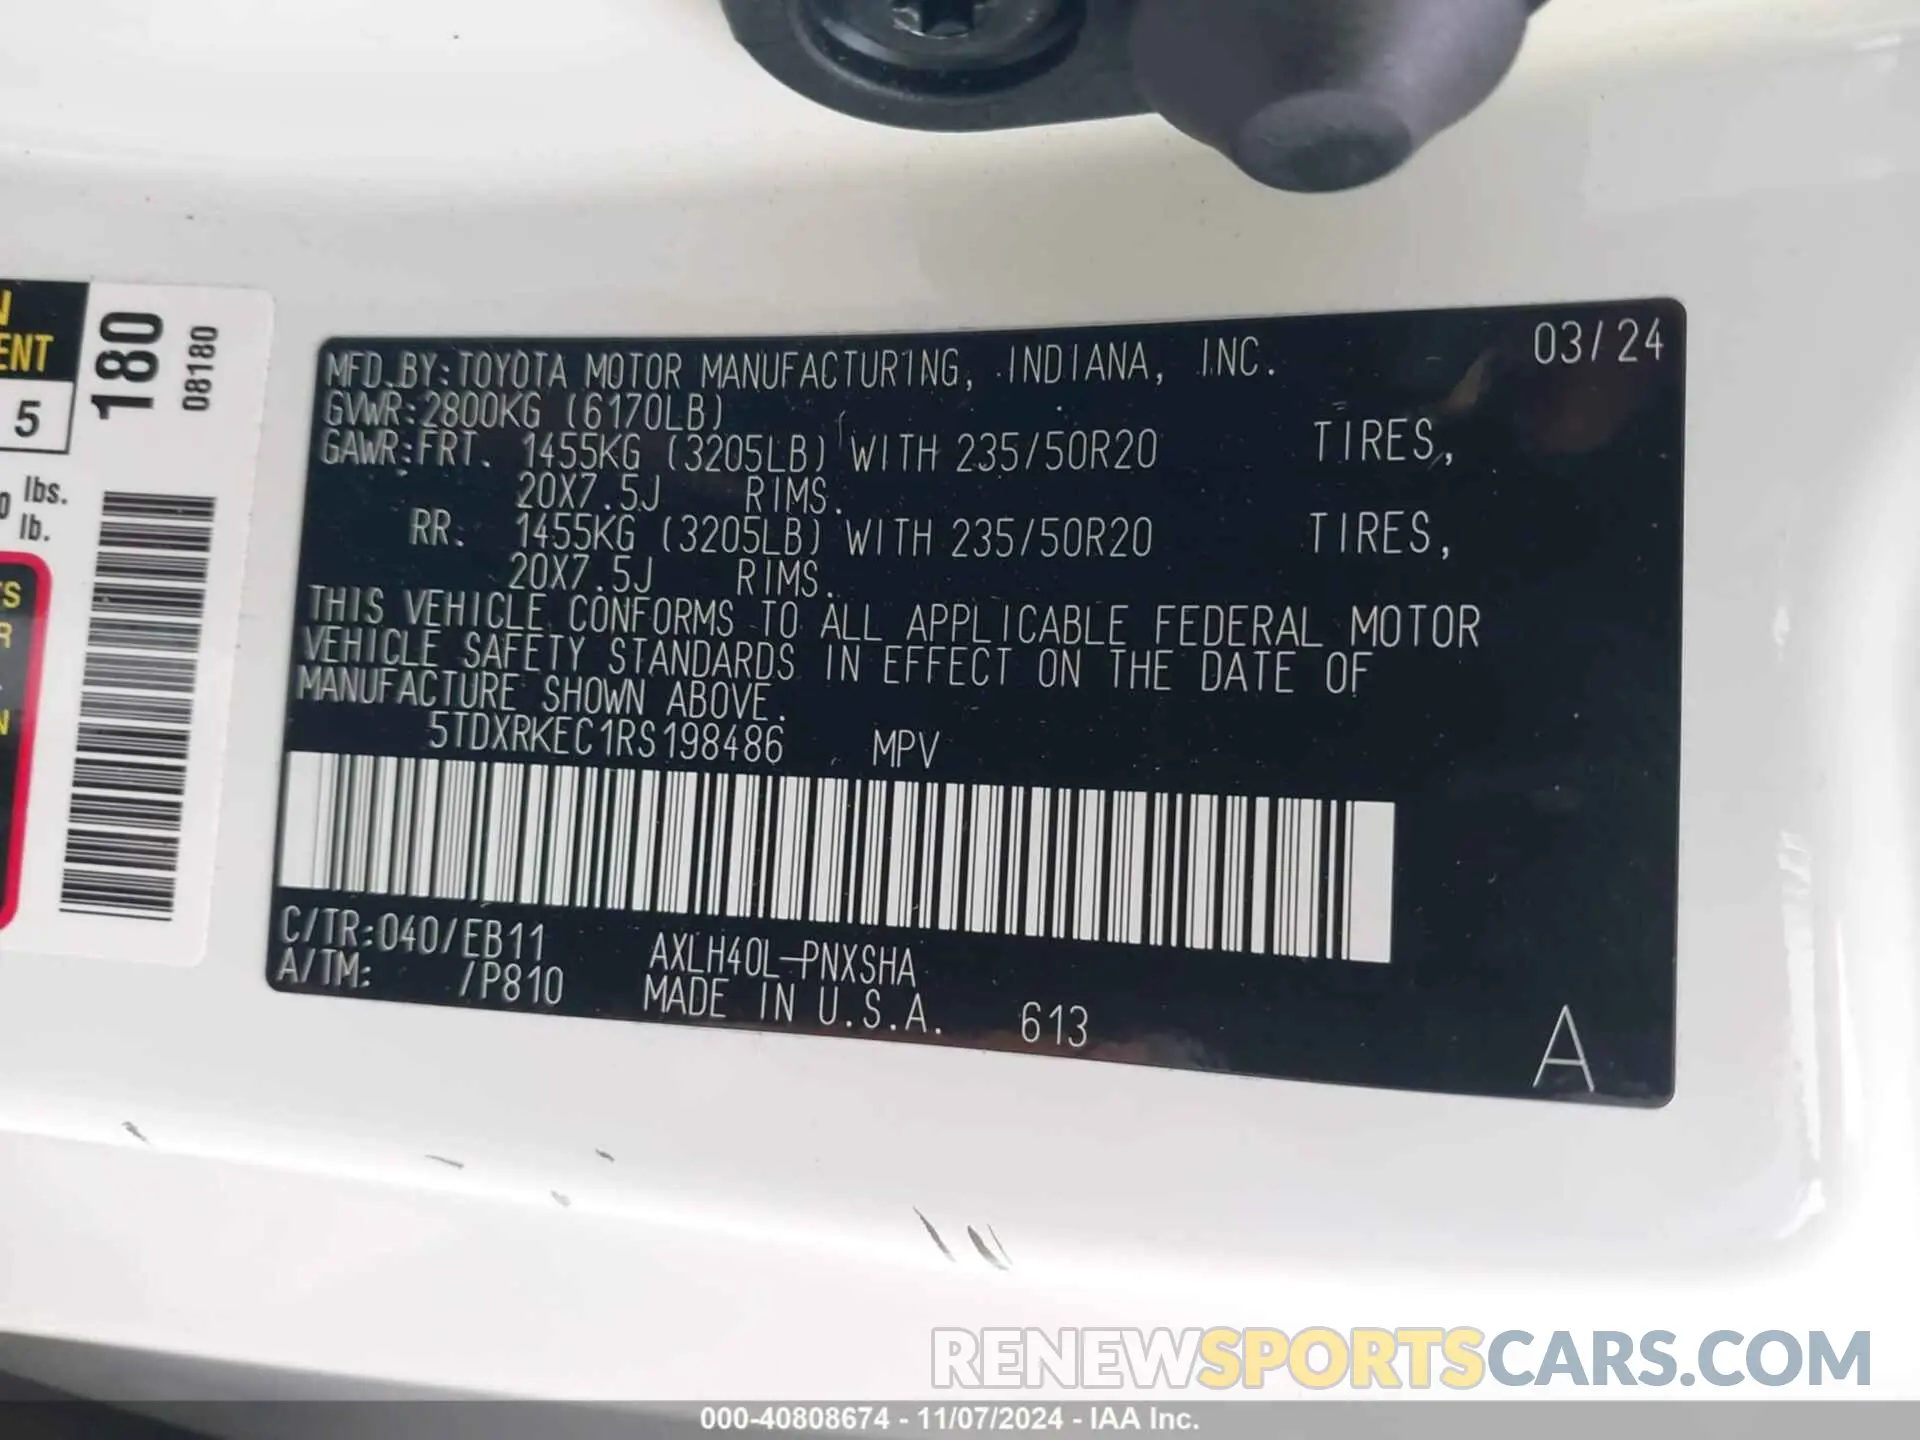 MFD. BY: TOYOTA MOTOR MANUFACTURING, INDIANA, INC. 03/24
GVWR: 2800KG (6170LB)
GAWR: FRT. 1455KG (3205LB) WITH 235/50R20 TIRES,
20X7.5J RIMS.
RR. 1455KG (3205LB) WITH 235/50R20 TIRES,
20X7.5J RIMS.
THIS VEHICLE CONFORMS TO ALL APPLICABLE FEDERAL MOTOR
VEHICLE SAFETY STANDARDS IN EFFECT ON THE DATE OF
MANUFACTURE SHOWN ABOVE.
5TDXRKEC1RS198486 MPV
C/TR: 040/EB11 AXLH40L-PNXSHA
A/TM: /P810 MADE IN U.S.A. 613
A
180
08180
5
lbs.
lb.
RENEWSPORTSCARS.COM
000-40808674 - 11/07/2024 - IAA Inc.